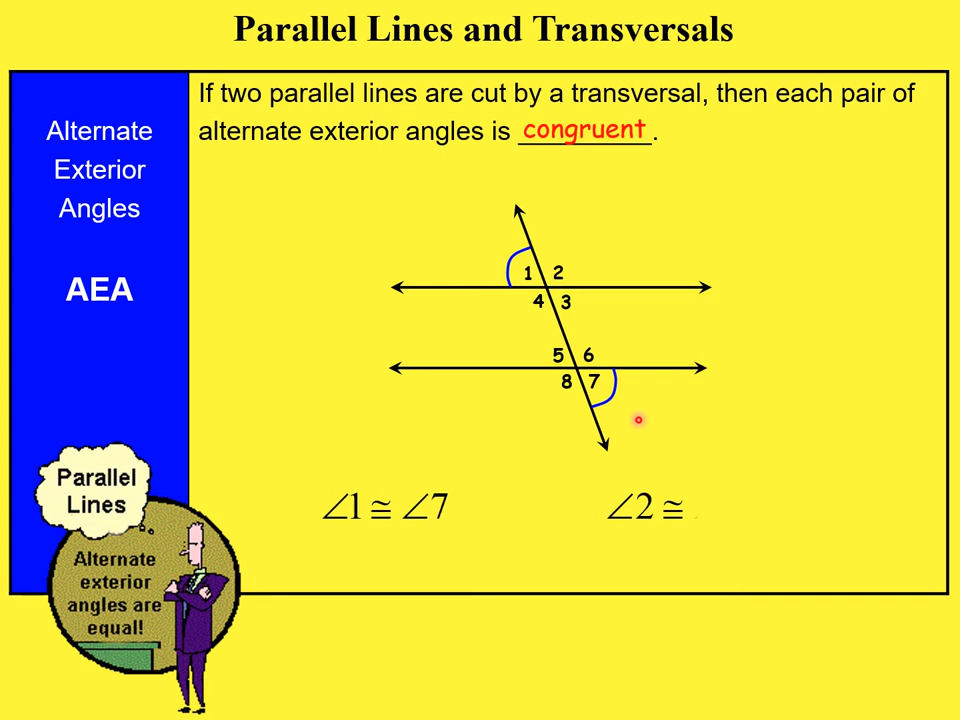 Parallel Lines and Transversals
If two parallel lines are cut by a transversal, then each pair of
alternate exterior angles is congruent.
Alternate
Exterior
Angles
AEA
1 2
4 3
5 6
8 7
∠1 ≅ ∠7
∠2 ≅
Parallel
Lines
Alternate
exterior
angles are
equal!